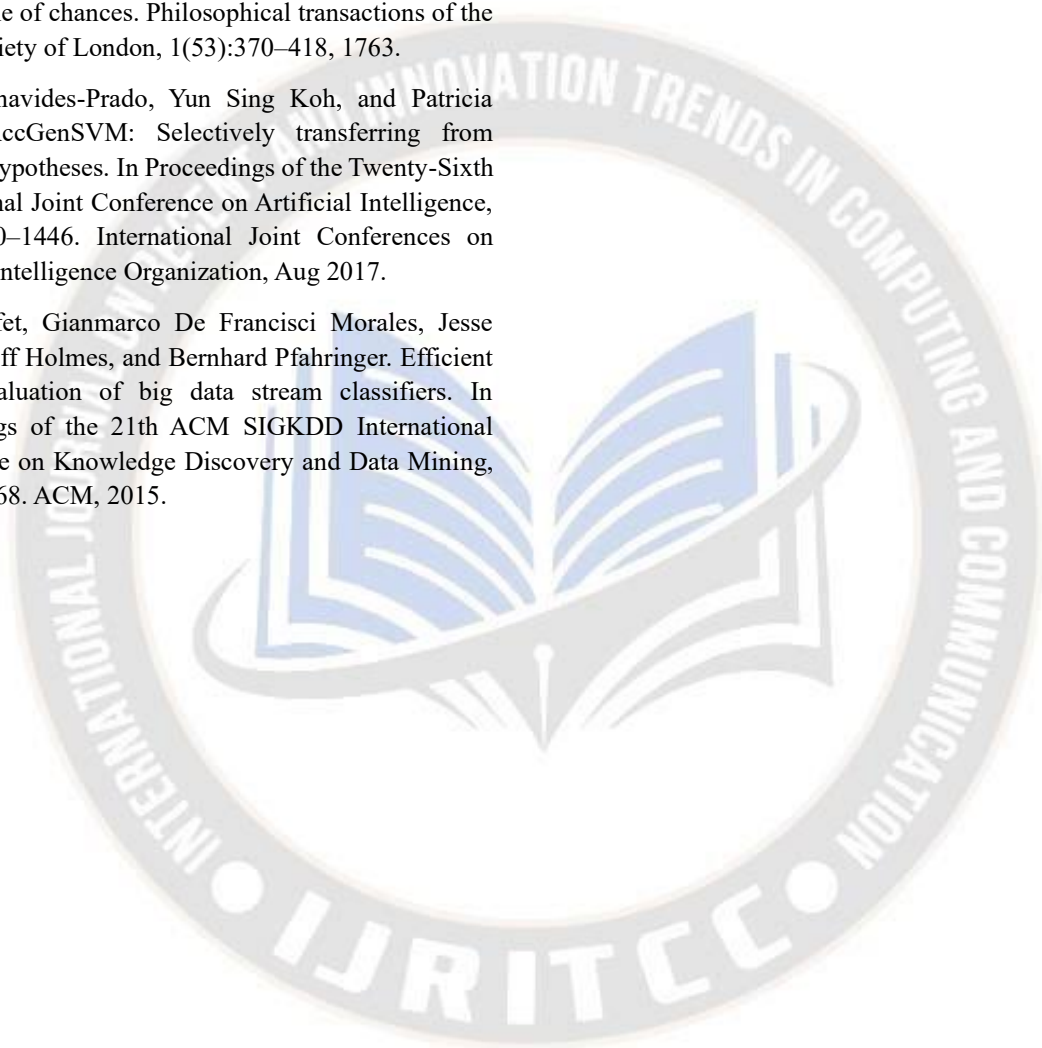 e of chances. Philosophical transactions of the
iety of London, 1(53):370–418, 1763.
navides-Prado, Yun Sing Koh, and Patricia
ccGenSVM: Selectively transferring from
ypotheses. In Proceedings of the Twenty-Sixth
nal Joint Conference on Artificial Intelligence,
0–1446. International Joint Conferences on
ntelligence Organization, Aug 2017.
fet, Gianmarco De Francisci Morales, Jesse
ff Holmes, and Bernhard Pfahringer. Efficient
aluation of big data stream classifiers. In
gs of the 21th ACM SIGKDD International
e on Knowledge Discovery and Data Mining,
68. ACM, 2015.
INTERNATIONAL JOURNAL ON RECENT AND INNOVATION TRENDS IN COMPUTING AND COMMUNICATION
IJRITCC